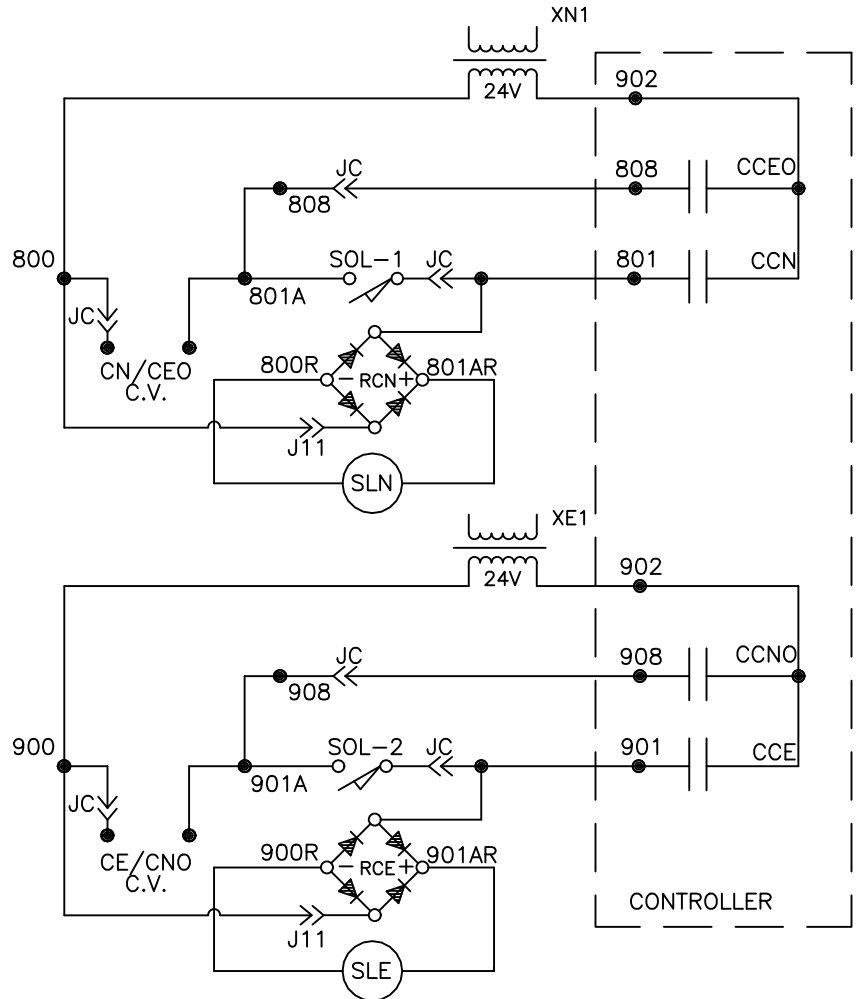 XN1
24V
902
JC
808
808
CCEO
800
SOL-1
JC
801
CCN
801A
JC
CN/CEO
C.V.
800R
- RCN +
801AR
J11
SLN
XE1
24V
902
JC
908
908
CCNO
900
SOL-2
JC
901
CCE
901A
JC
CE/CNO
C.V.
900R
- RCE +
901AR
J11
SLE
CONTROLLER